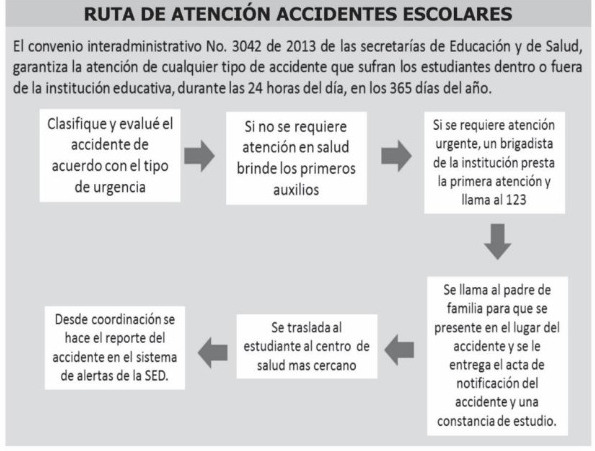 RUTA DE ATENCIÓN ACCIDENTES ESCOLARES
El convenio interadministrativo No. 3042 de 2013 de las secretarías de Educación y de Salud,
garantiza la atención de cualquier tipo de accidente que sufran los estudiantes dentro o fuera
de la institución educativa, durante las 24 horas del día, en los 365 días del año.
Clasifique y evalué el
accidente de
acuerdo con el tipo
de urgencia
Si no se requiere
atención en salud
brinde los primeros
auxilios
Si se requiere atención
urgente, un brigadista
de la institución presta
la primera atención y
llama al 123
Se llama al padre de
familia para que se
presente en el lugar del
accidente y se le
entrega el acta de
notificación del
accidente y una
constancia de estudio.
Se traslada al
estudiante al centro de
salud mas cercano
Desde coordinación se
hace el reporte del
accidente en el sistema
de alertas de la SED.